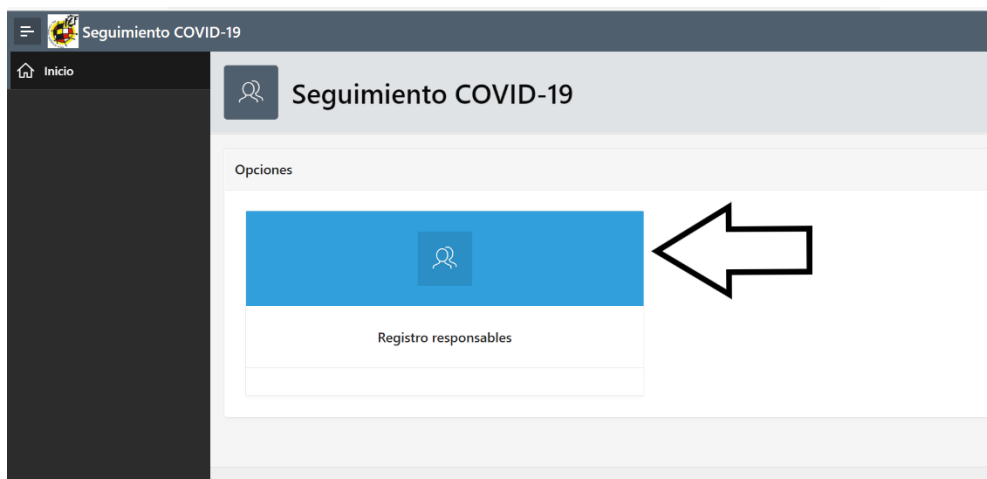 Seguimiento COVID-19
Inicio
Seguimiento COVID-19
Opciones
Registro responsables